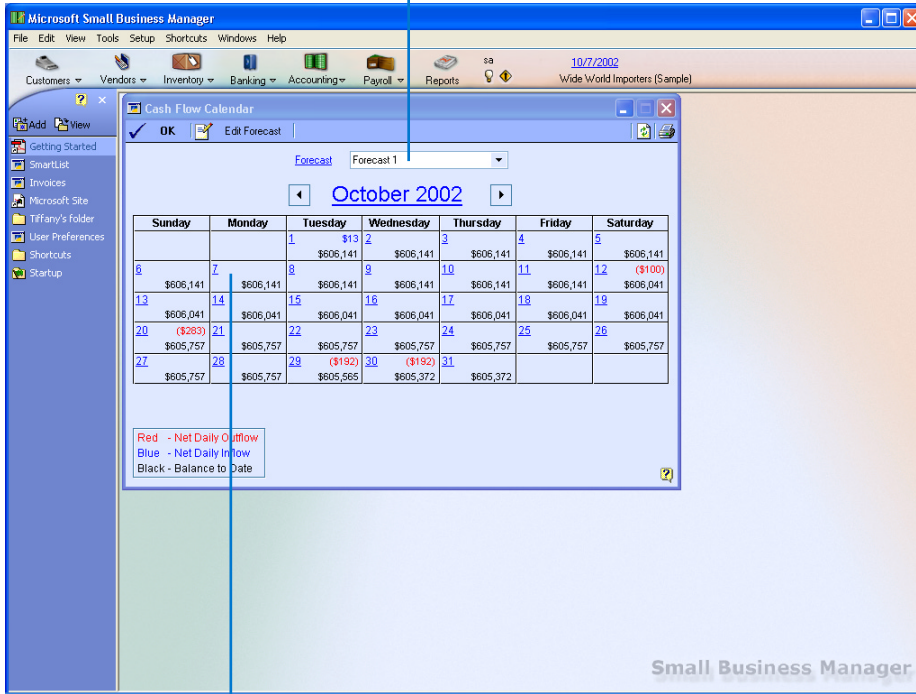 Microsoft Small Business Manager
File Edit View Tools Setup Shortcuts Windows Help
Customers Vendors Inventory Banking Accounting Payroll Reports sa 10/7/2002 Wide World Importers (Sample)
Add View
Getting Started
SmartList
Invoices
Microsoft Site
Tiffany's folder
User Preferences
Shortcuts
Startup
Cash Flow Calendar
OK Edit Forecast
Forecast Forecast 1
October 2002
Sunday Monday Tuesday Wednesday Thursday Friday Saturday
1 $13 2 3 4 5
$606,141 $606,141 $606,141 $606,141 $606,141
6 7 8 9 10 11 12 ($100)
$606,141 $606,141 $606,141 $606,141 $606,141 $606,141 $606,041
13 14 15 16 17 18 19
$606,041 $606,041 $606,041 $606,041 $606,041 $606,041 $606,041
20 ($283) 21 22 23 24 25 26
$605,757 $605,757 $605,757 $605,757 $605,757 $605,757 $605,757
27 28 29 ($192) 30 ($192) 31
$605,757 $605,757 $605,565 $605,372 $605,372
Red - Net Daily Outflow
Blue - Net Daily Inflow
Black - Balance to Date
Small Business Manager